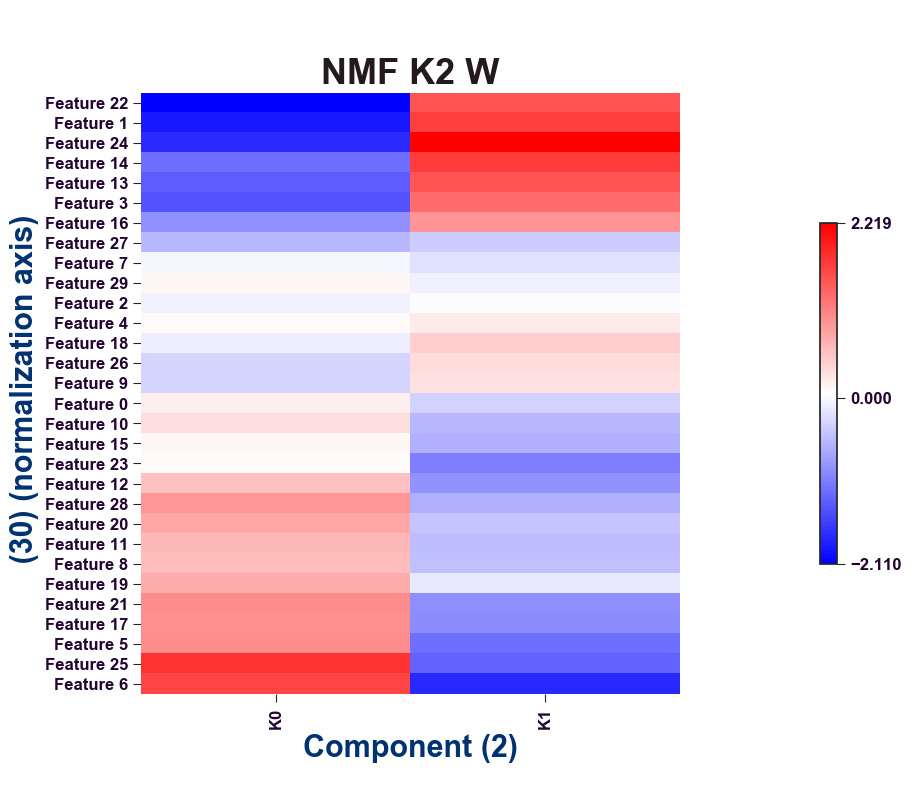 NMF K2 W
(30) (normalization axis)
Feature 22
Feature 1
Feature 24
Feature 14
Feature 13
Feature 3
Feature 16
Feature 27
Feature 7
Feature 29
Feature 2
Feature 4
Feature 18
Feature 26
Feature 9
Feature 0
Feature 10
Feature 15
Feature 23
Feature 12
Feature 28
Feature 20
Feature 11
Feature 8
Feature 19
Feature 21
Feature 17
Feature 5
Feature 25
Feature 6
K0
K1
Component (2)
2.219
0.000
−2.110